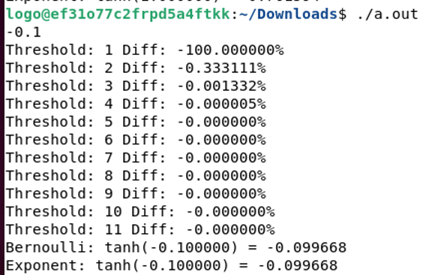 logo@ef31o77c2frpd5a4ftkk:~/Downloads$ ./a.out
-0.1
Threshold: 1 Diff: -100.000000%
Threshold: 2 Diff: -0.333111%
Threshold: 3 Diff: -0.001332%
Threshold: 4 Diff: -0.000005%
Threshold: 5 Diff: -0.000000%
Threshold: 6 Diff: -0.000000%
Threshold: 7 Diff: -0.000000%
Threshold: 8 Diff: -0.000000%
Threshold: 9 Diff: -0.000000%
Threshold: 10 Diff: -0.000000%
Threshold: 11 Diff: -0.000000%
Bernoulli: tanh(-0.100000) = -0.099668
Exponent: tanh(-0.100000) = -0.099668